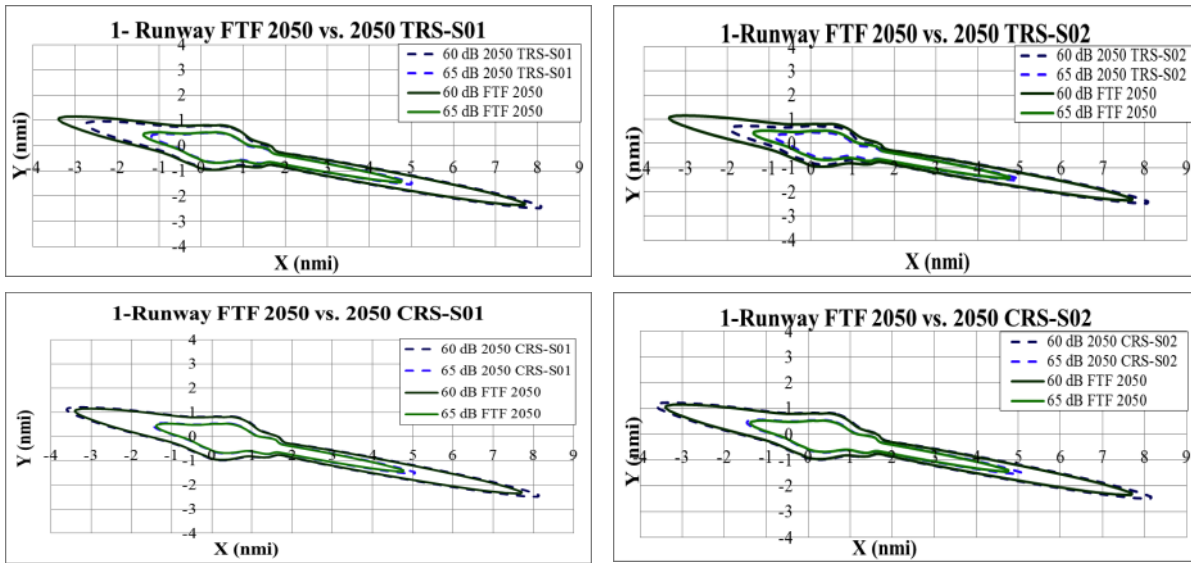 1- Runway FTF 2050 vs. 2050 TRS-S01
60 dB 2050 TRS-S01
65 dB 2050 TRS-S01
60 dB FTF 2050
65 dB FTF 2050
Y (nmi)
4
3
2
1
0
-1
-2
-3
-4
-4 -3 -2 -1 0 1 2 3 4 5 6 7 8 9
X (nmi)
1-Runway FTF 2050 vs. 2050 TRS-S02
60 dB 2050 TRS-S02
65 dB 2050 TRS-S02
60 dB FTF 2050
65 dB FTF 2050
Y (nmi)
4
3
2
1
0
-1
-2
-3
-4
-4 -3 -2 -1 0 1 2 3 4 5 6 7 8 9
X (nmi)
1-Runway FTF 2050 vs. 2050 CRS-S01
60 dB 2050 CRS-S01
65 dB 2050 CRS-S01
60 dB FTF 2050
65 dB FTF 2050
Y (nmi)
4
3
2
1
0
-1
-2
-3
-4
-4 -3 -2 -1 0 1 2 3 4 5 6 7 8 9
X (nmi)
1-Runway FTF 2050 vs. 2050 CRS-S02
60 dB 2050 CRS-S02
65 dB 2050 CRS-S02
60 dB FTF 2050
65 dB FTF 2050
Y (nmi)
4
3
2
1
0
-1
-2
-3
-4
-4 -3 -2 -1 0 1 2 3 4 5 6 7 8 9
X (nmi)